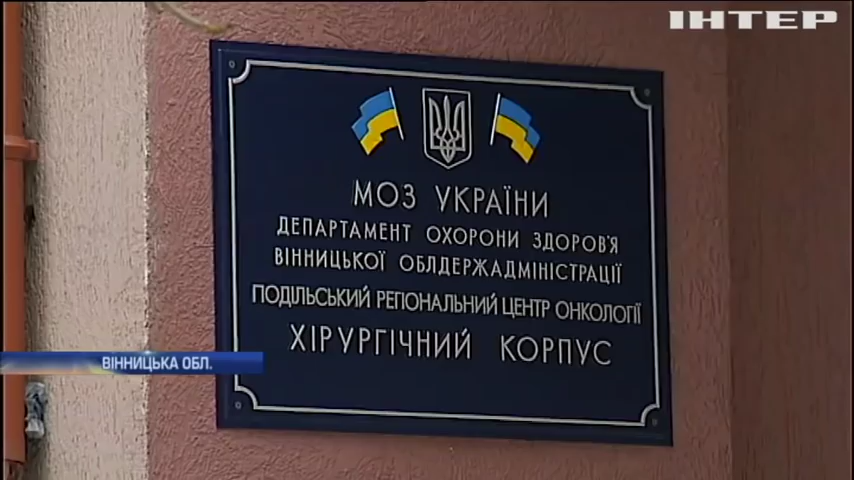 ІНТЕР
МОЗ УКРАЇНИ
ДЕПАРТАМЕНТ ОХОРОНИ ЗДОРОВ'Я
ВІННИЦЬКОЇ ОБЛДЕРЖАДМІНІСТРАЦІЇ
ПОДІЛЬСЬКИЙ РЕГІОНАЛЬНИЙ ЦЕНТР ОНКОЛОГІЇ
ХІРУРГІЧНИЙ КОРПУС
ВІННИЦЬКА ОБЛ.